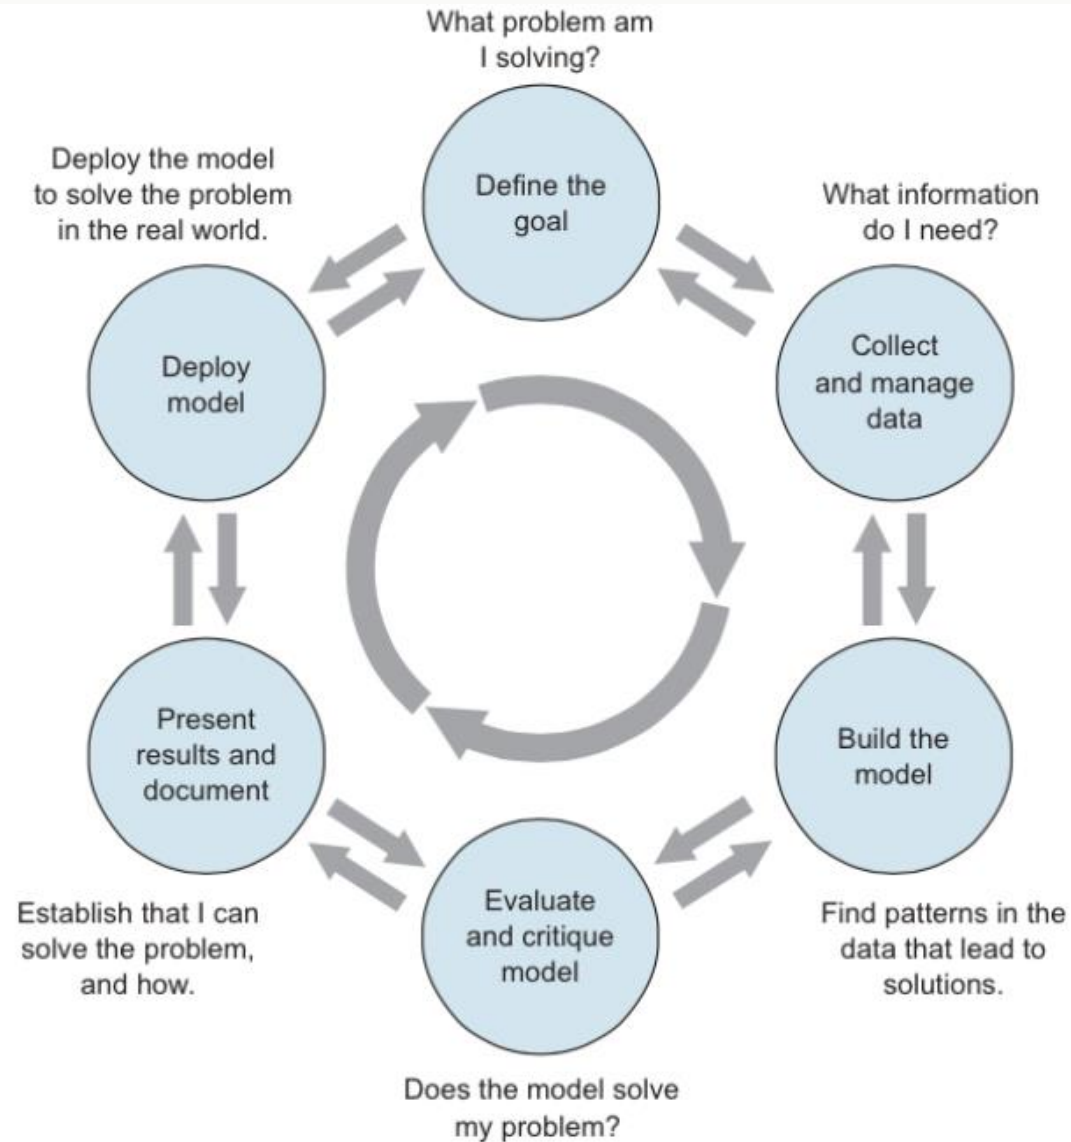 What problem am
I solving?
Define the
goal
What information
do I need?
Collect
and manage
data
Build the
model
Find patterns in the
data that lead to
solutions.
Evaluate
and critique
model
Does the model solve
my problem?
Present
results and
document
Establish that I can
solve the problem,
and how.
Deploy the model
to solve the problem
in the real world.
Deploy
model